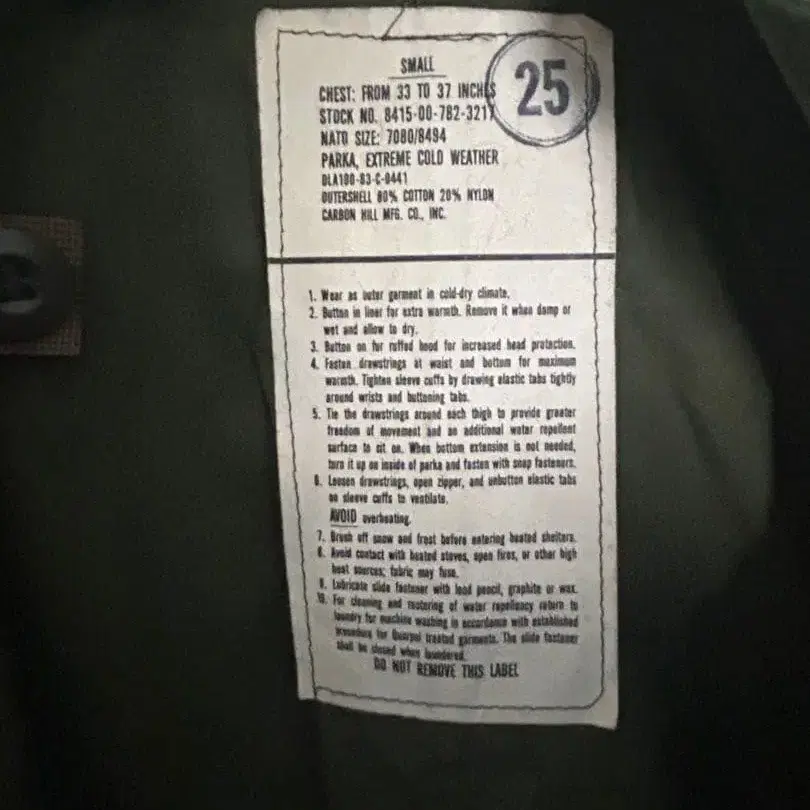 SMALL
25
CHEST: FROM 33 TO 37 INCHES
STOCK NO. 8415-00-782-3217
NATO SIZE: 7080/8494
PARKA, EXTREME COLD WEATHER
DLA100-83-C-0441
OUTERSHELL 80% COTTON 20% NYLON
CARBON HILL MFG. CO., INC.
1. Wear as outer garment in cold-dry climate.
2. Button in liner for extra warmth. Remove it when damp or
wet and allow to dry.
3. Button on fur ruffed hood for increased head protection.
4. Fasten drawstrings at waist and bottom for maximum
warmth. Tighten sleeve cuffs by drawing elastic tabs tightly
around wrists and buttoning tabs.
5. Tie the drawstrings around each thigh to provide greater
freedom of movement and an additional water repellent
surface to sit on. When bottom extension is not needed,
turn it up on inside of parka and fasten with snap fasteners.
6. Loosen drawstrings, open zipper, and unbutton elastic tabs
on sleeve cuffs to ventilate.
AVOID overheating.
7. Brush off snow and frost before entering heated shelters.
8. Avoid contact with heated stoves, open fires, or other high
heat sources; fabric may fuse.
9. Lubricate slide fastener with lead pencil, graphite or wax.
10. For cleaning and restoring of water repellency return to
laundry for machine washing in accordance with established
procedure for Quarpel treated garments. The slide fastener
shall be closed when laundered.
DO NOT REMOVE THIS LABEL